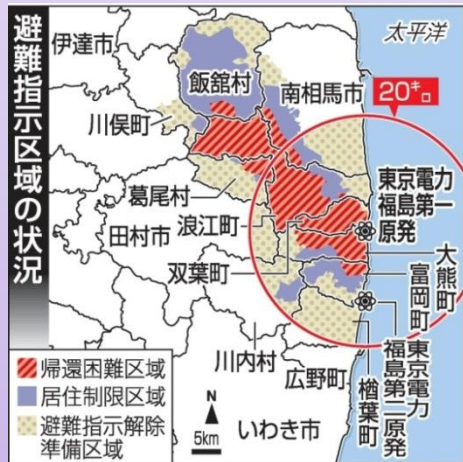 避難指示区域の状況
伊達市
太平洋
飯舘村
南相馬市
20㌔
川俣町
東京電力
福島第一
原発
葛尾村
浪江町
田村市
双葉町
大熊町
富岡町
東京電力
福島第二原発
楢葉町
川内村
広野町
いわき市
帰還困難区域
居住制限区域
避難指示解除
準備区域
N
5km